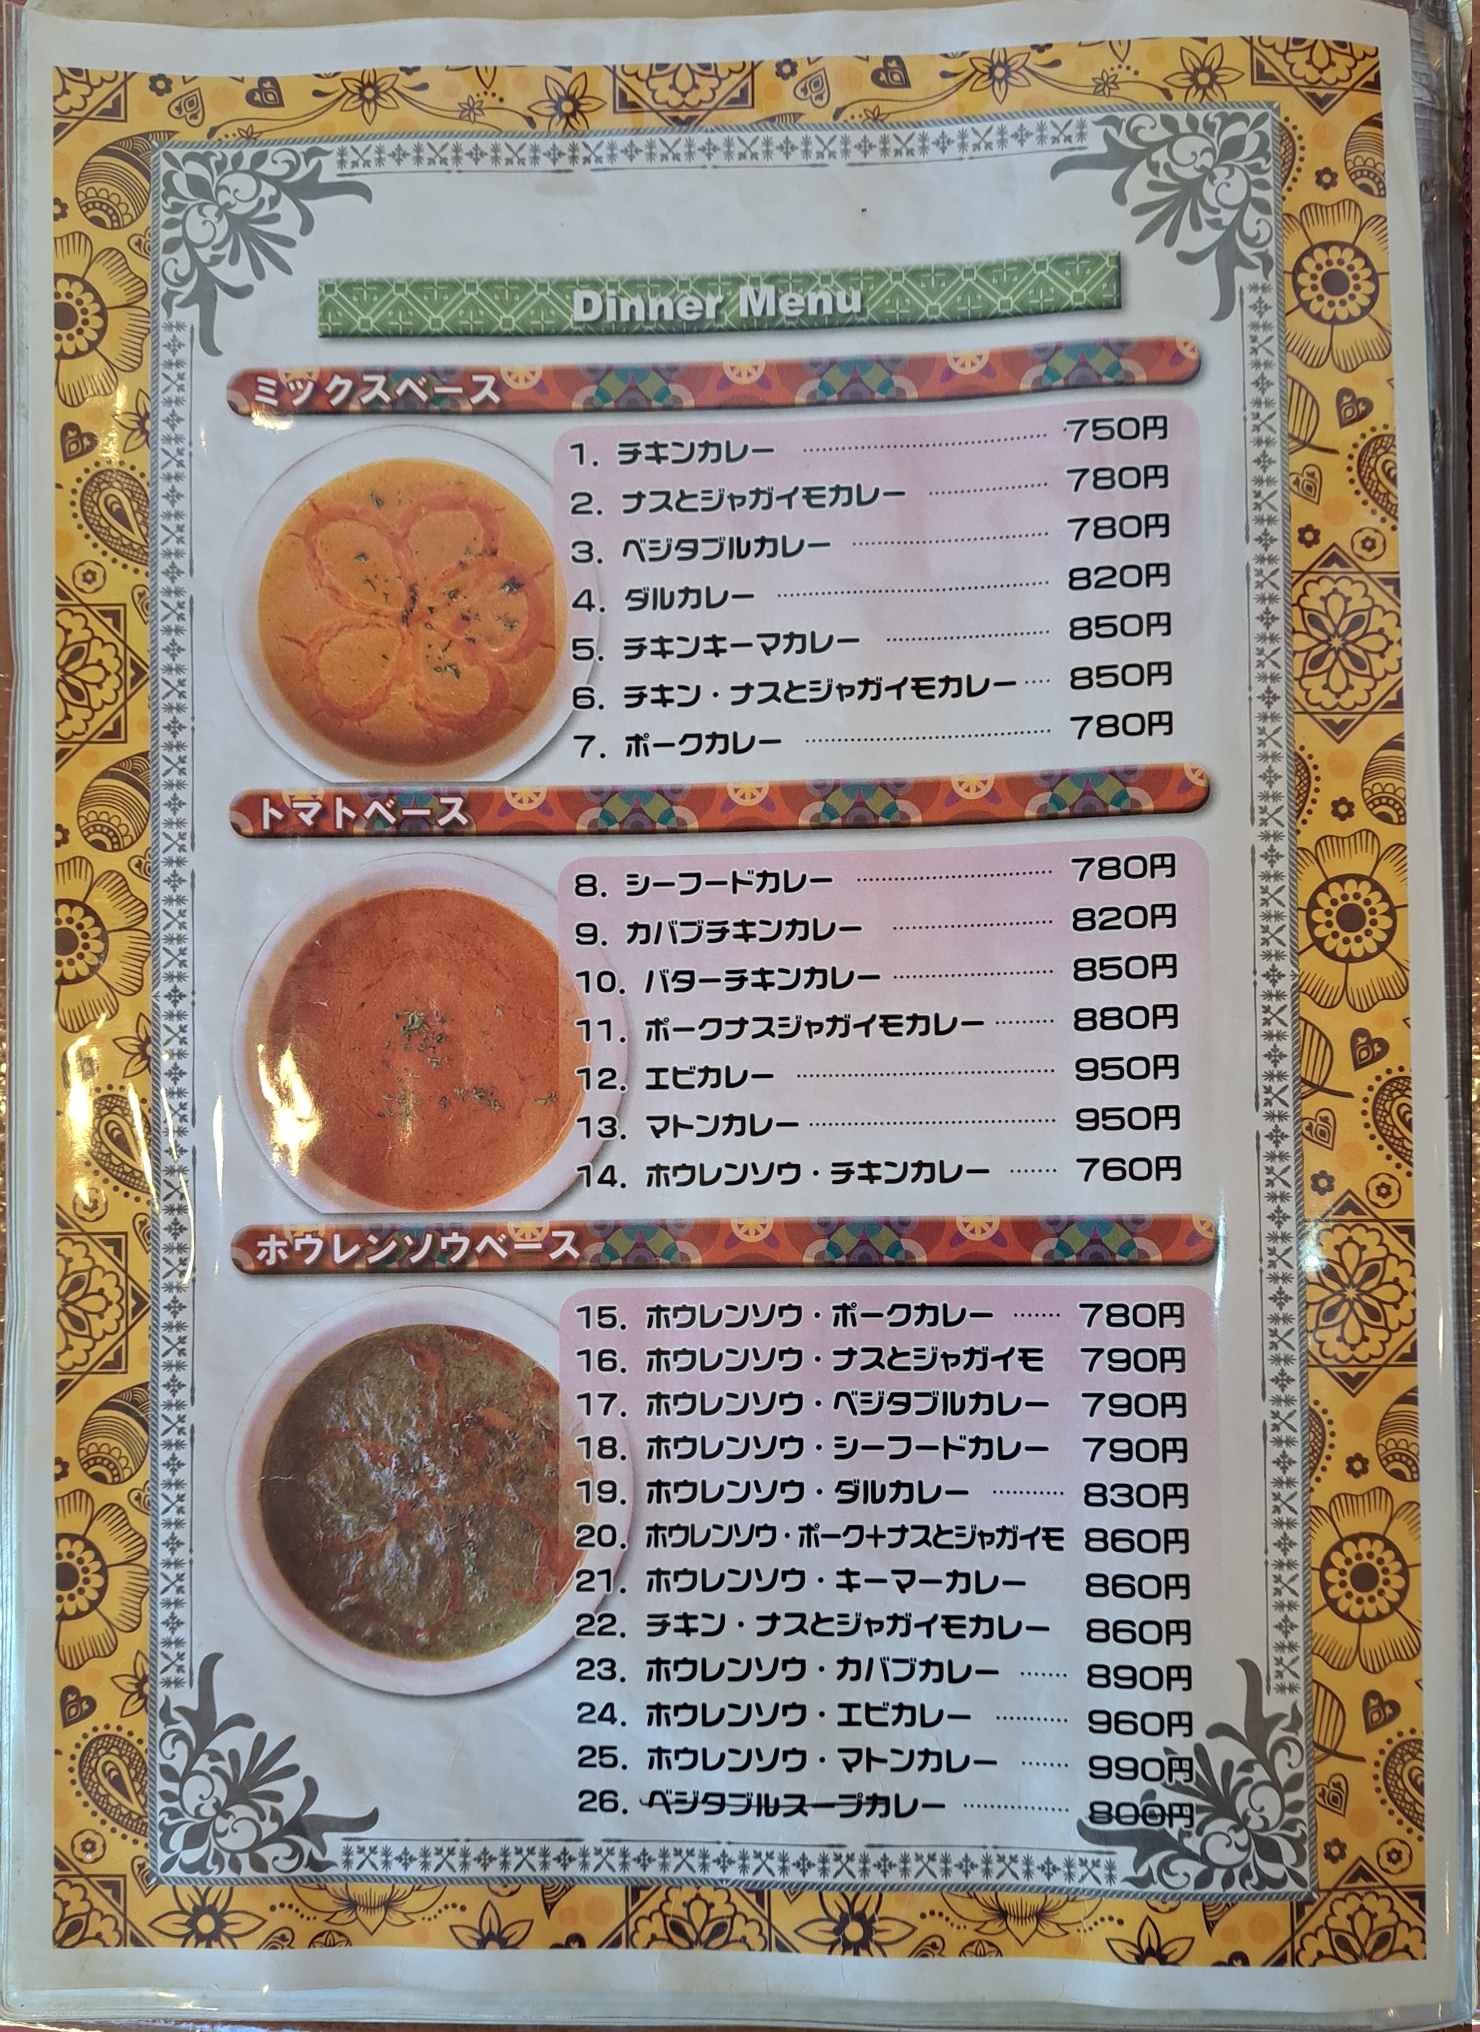 Dinner Menu
ミックスベース
1. チキンカレー ·················· 750円
2. ナスとジャガイモカレー ·········· 780円
3. ベジタブルカレー ················ 780円
4. ダルカレー ······················ 820円
5. チキンキーマカレー ·············· 850円
6. チキン・ナスとジャガイモカレー ···· 850円
7. ポークカレー ···················· 780円
トマトベース
8. シーフードカレー ················ 780円
9. カバブチキンカレー ·············· 820円
10. バターチキンカレー ············· 850円
11. ポークナスジャガイモカレー ········ 880円
12. エビカレー ····················· 950円
13. マトンカレー ··················· 950円
14. ホウレンソウ・チキンカレー ······· 760円
ホウレンソウベース
15. ホウレンソウ・ポークカレー ······· 780円
16. ホウレンソウ・ナスとジャガイモ 790円
17. ホウレンソウ・ベジタブルカレー 790円
18. ホウレンソウ・シーフードカレー 790円
19. ホウレンソウ・ダルカレー ·········· 830円
20. ホウレンソウ・ポーク+ナスとジャガイモ 860円
21. ホウレンソウ・キーマーカレー 860円
22. チキン・ナスとジャガイモカレー 860円
23. ホウレンソウ・カバブカレー ······· 890円
24. ホウレンソウ・エビカレー ·········· 960円
25. ホウレンソウ・マトンカレー ······· 990円
26. ベジタブルスープカレー ··············· 800円